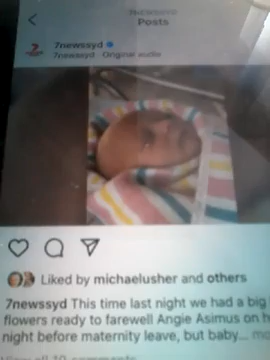 Posts
7newssyd
7newssyd Original audio
Liked by michaelusher and others
7newssyd This time last night we had a big
flowers ready to farewell Angie Asimus on h
night before maternity leave, but baby... mo